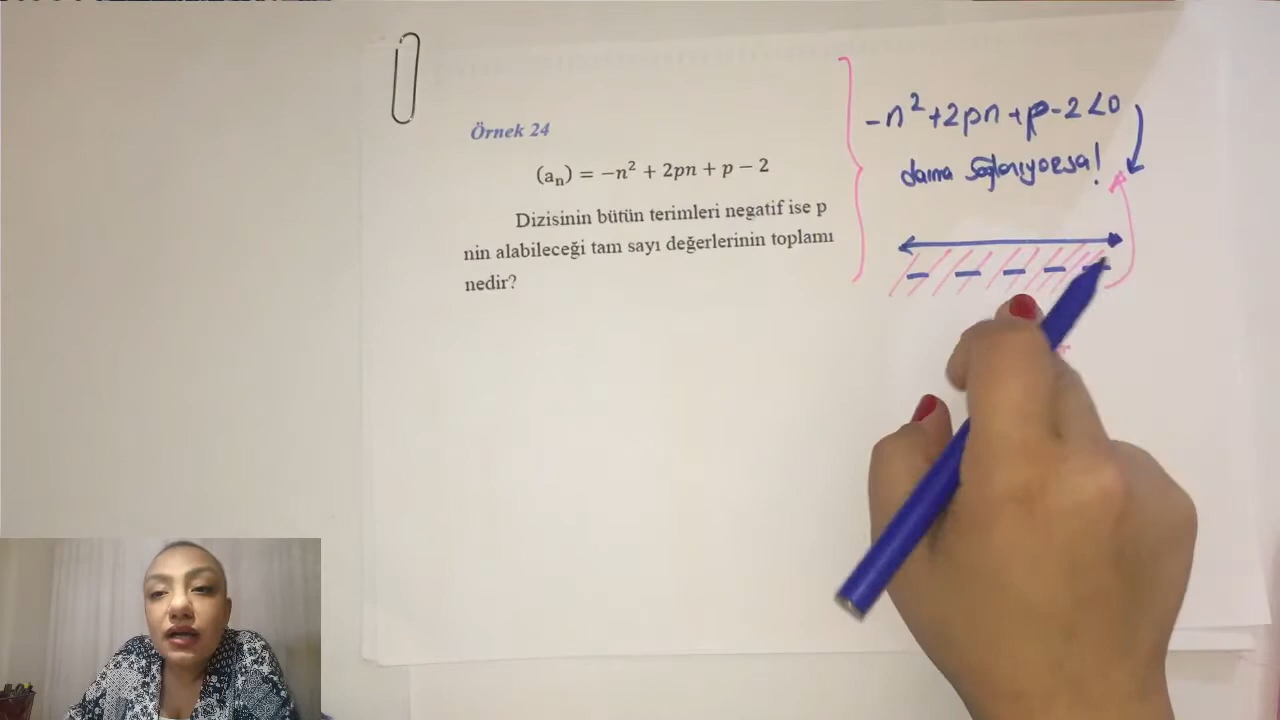 Örnek 24
(aₙ) = −n² + 2pn + p − 2
Dizisinin bütün terimleri negatif ise p
nin alabileceği tam sayı değerlerinin toplamı
nedir?
-n²+2pn+p-2<0
daima sağlanıyorsa!